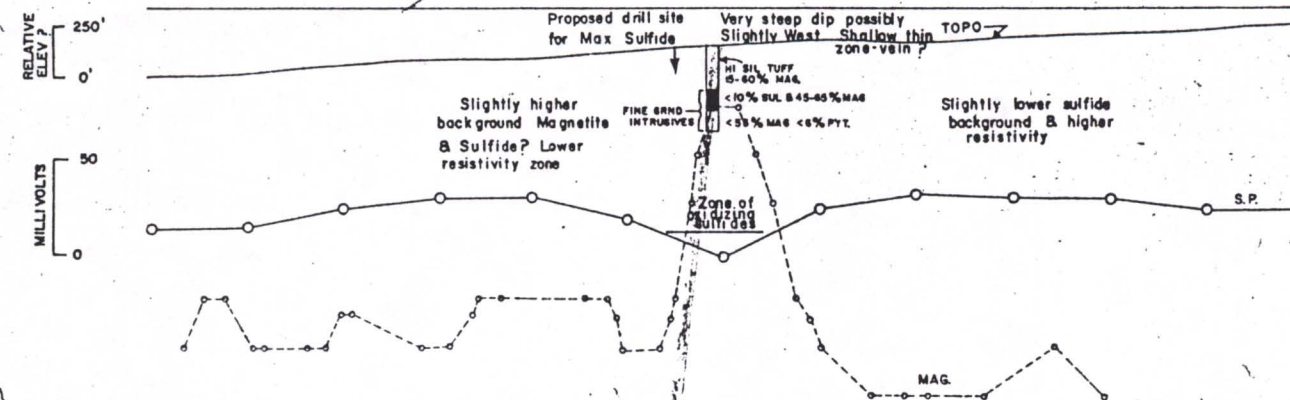 RELATIVE
ELEV ?
250'
0'
Proposed drill site
for Max Sulfide
Very steep dip possibly
Slightly West Shallow thin
zone-vein ?
TOPO
HI SIL TUFF
15-60% MAG.
<10% SUL & 45-65% MAG
FINE GRND
INTRUSIVES
<55% MAG <6% PYT.
Slightly higher
background Magnetite
& Sulfide? Lower
resistivity zone
Slightly lower sulfide
background & higher
resistivity
MILLIVOLTS
50
0
Zone of
oxidizing
sulfides
S.P.
MAG.